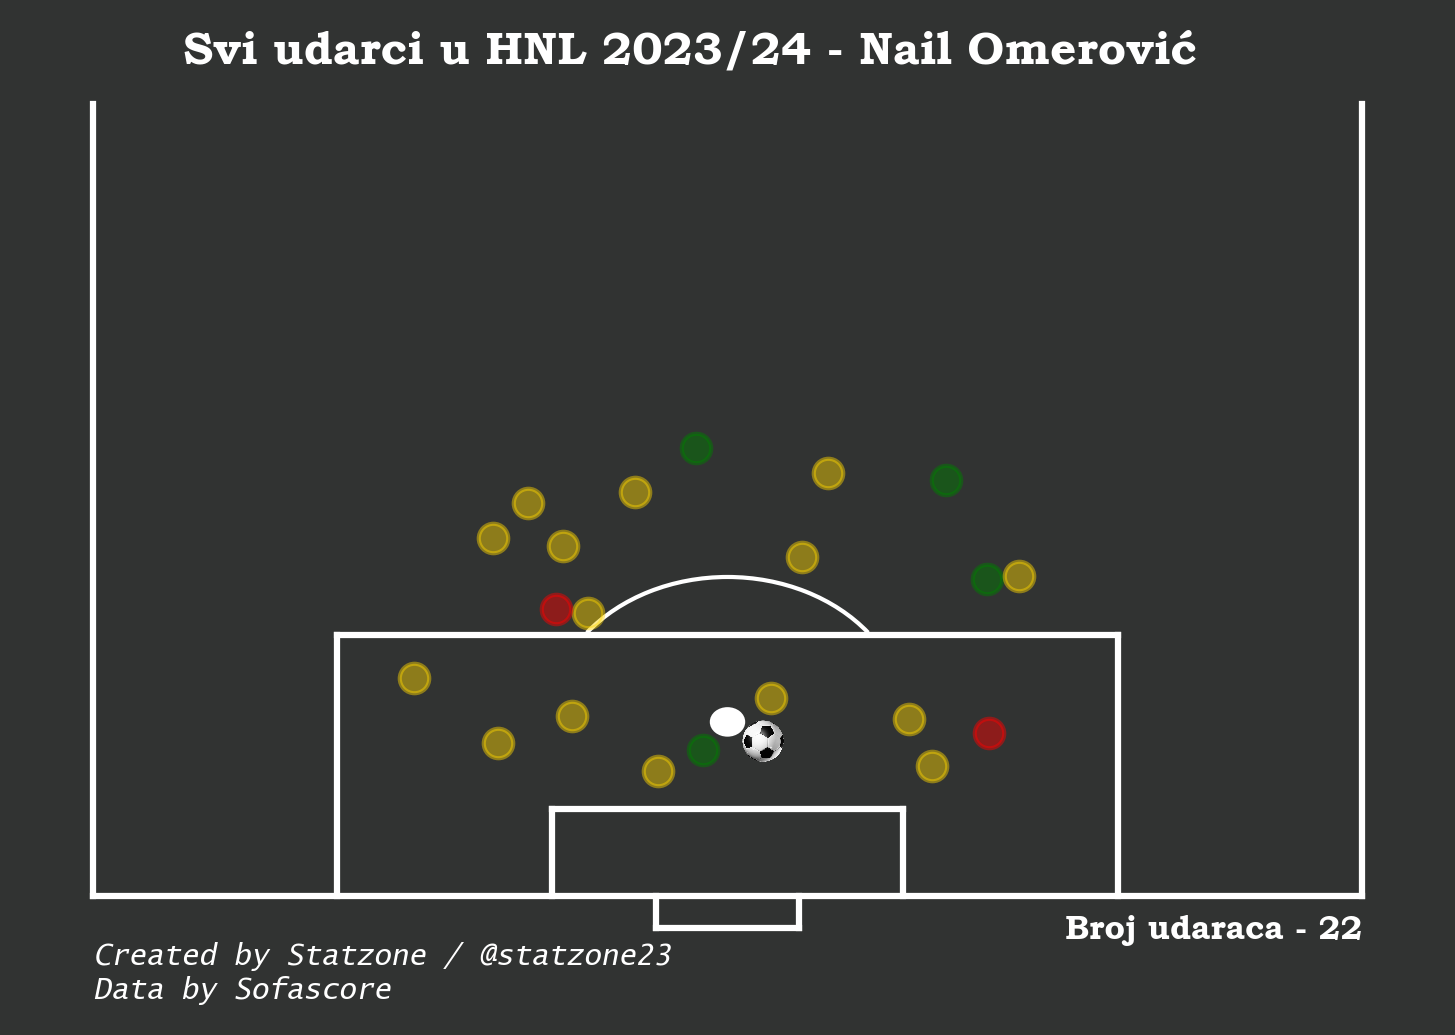 Svi udarci u HNL 2023/24 - Nail Omerović
Broj udaraca - 22
Created by Statzone / @statzone23
Data by Sofascore